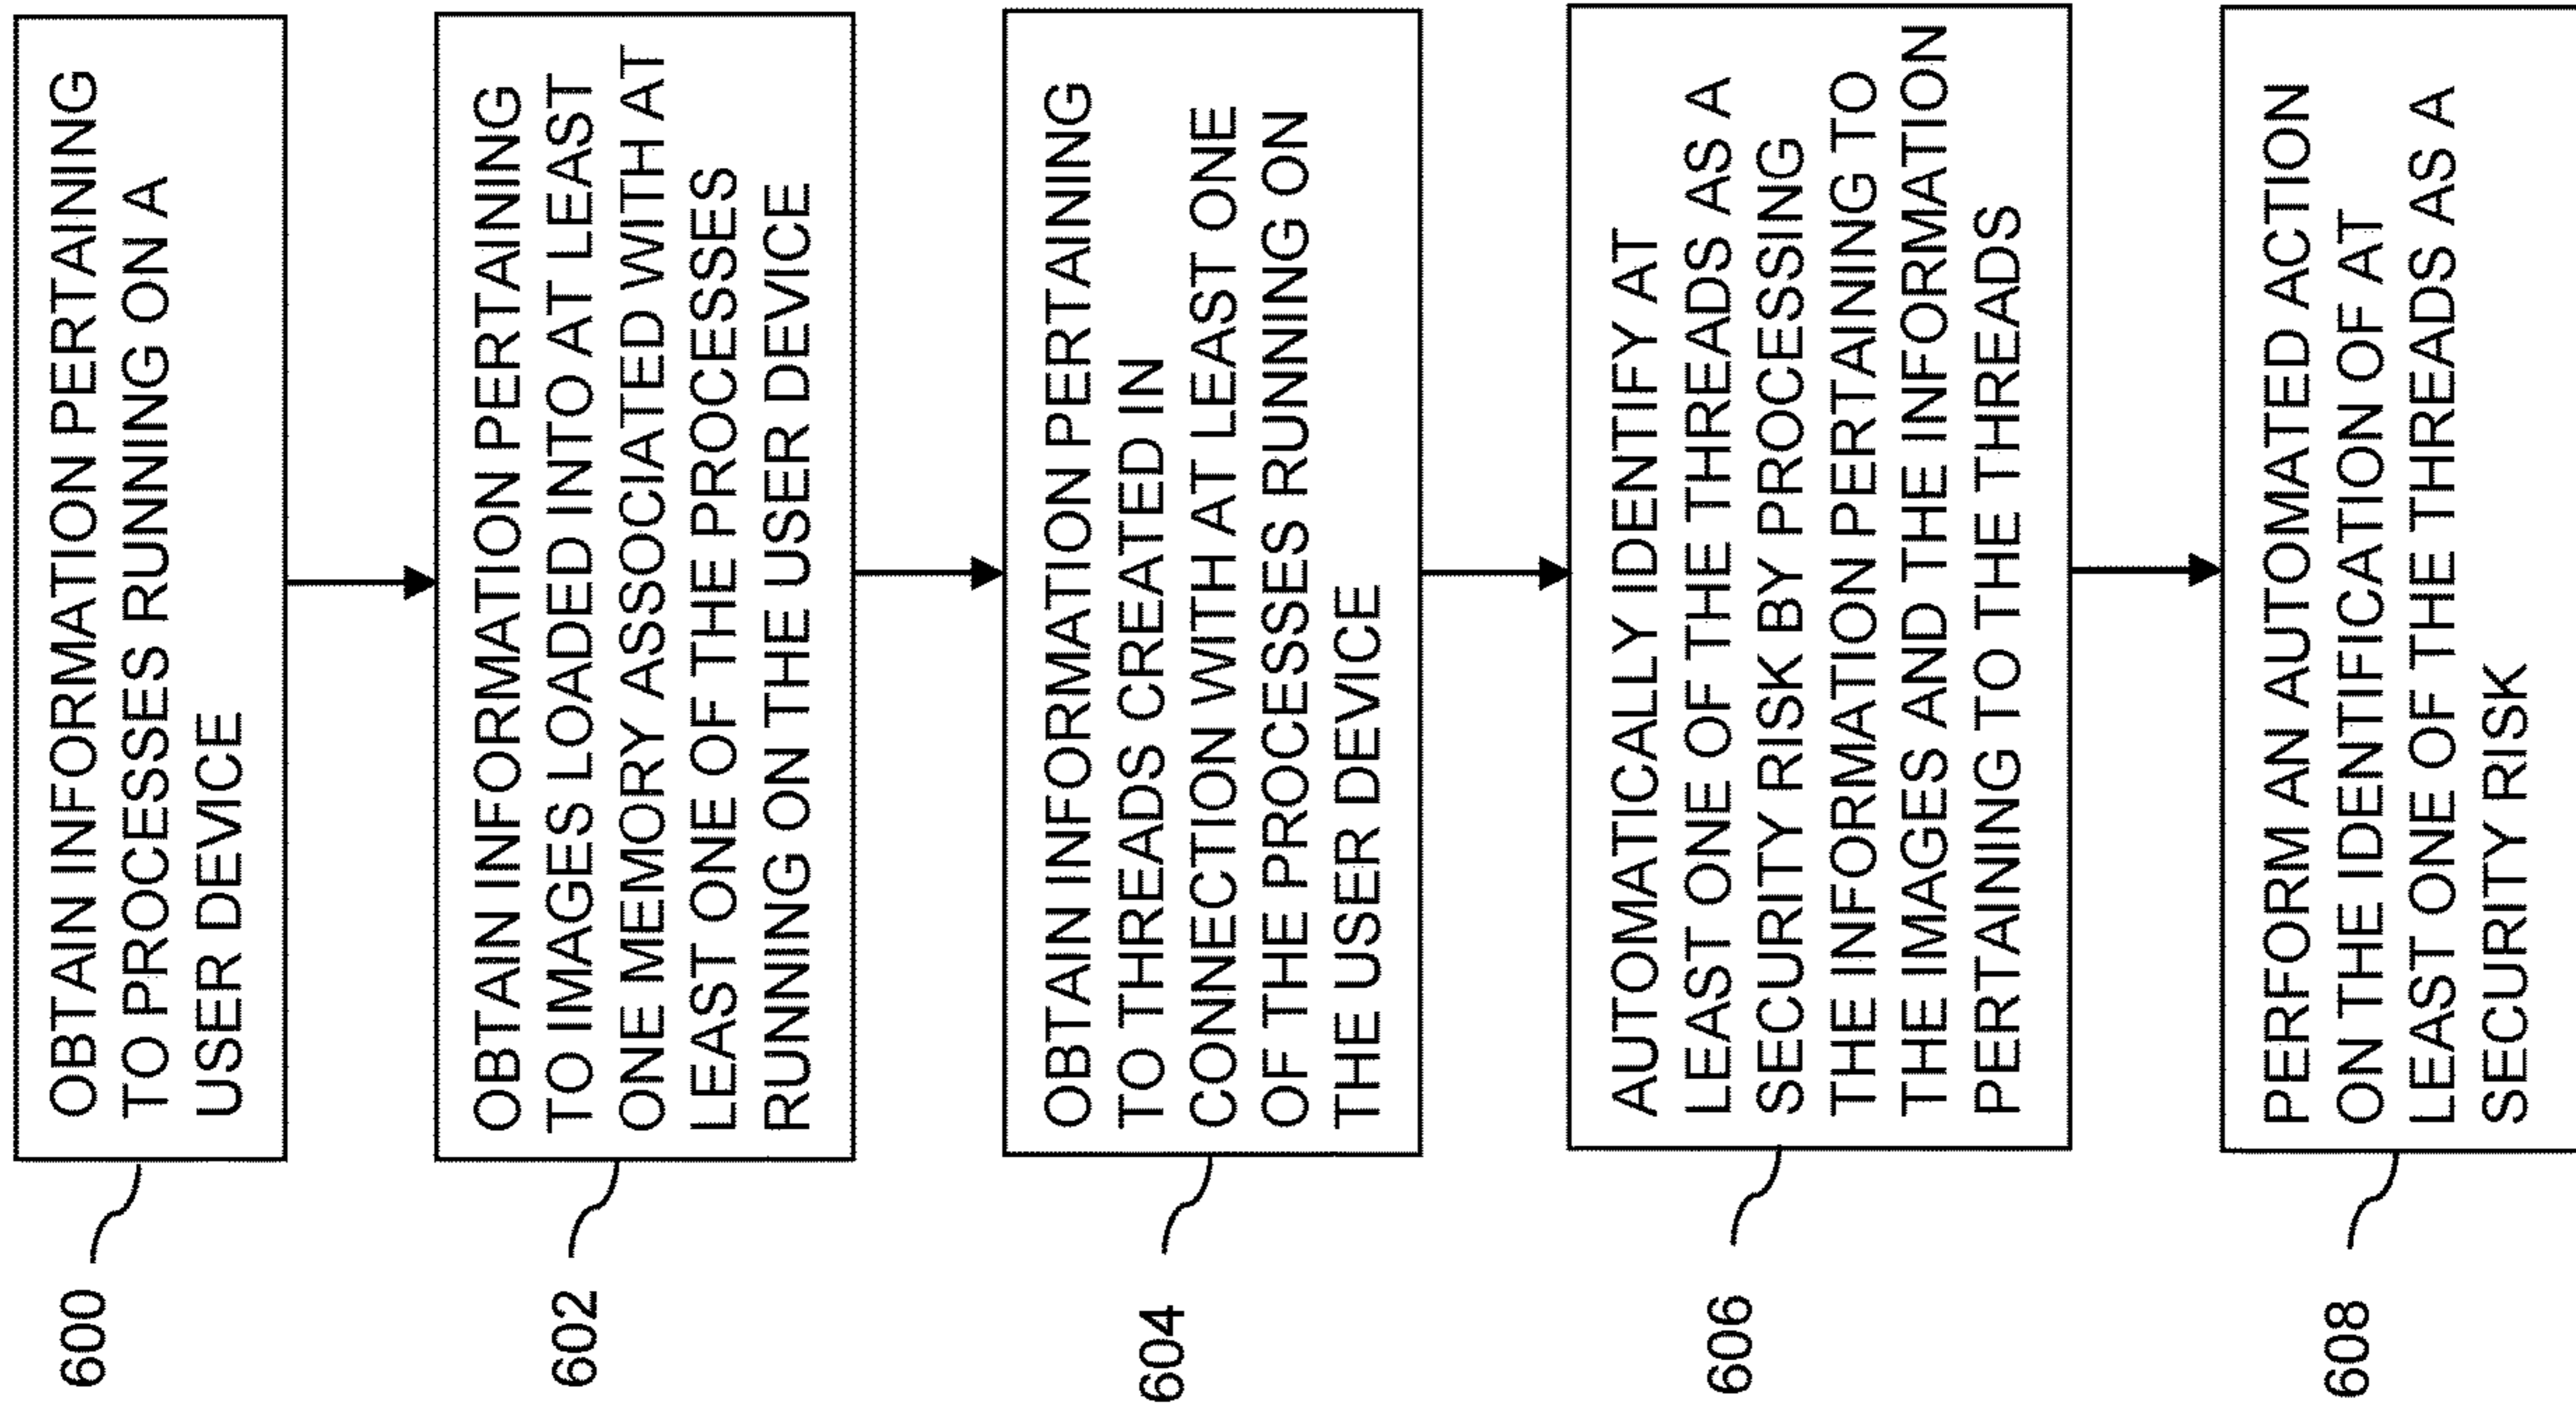 600
OBTAIN INFORMATION PERTAINING
TO PROCESSES RUNNING ON A
USER DEVICE
602
OBTAIN INFORMATION PERTAINING
TO IMAGES LOADED INTO AT LEAST
ONE MEMORY ASSOCIATED WITH AT
LEAST ONE OF THE PROCESSES
RUNNING ON THE USER DEVICE
604
OBTAIN INFORMATION PERTAINING
TO THREADS CREATED IN
CONNECTION WITH AT LEAST ONE
OF THE PROCESSES RUNNING ON
THE USER DEVICE
606
AUTOMATICALLY IDENTIFY AT
LEAST ONE OF THE THREADS AS A
SECURITY RISK BY PROCESSING
THE INFORMATION PERTAINING TO
THE IMAGES AND THE INFORMATION
PERTAINING TO THE THREADS
608
PERFORM AN AUTOMATED ACTION
ON THE IDENTIFICATION OF AT
LEAST ONE OF THE THREADS AS A
SECURITY RISK